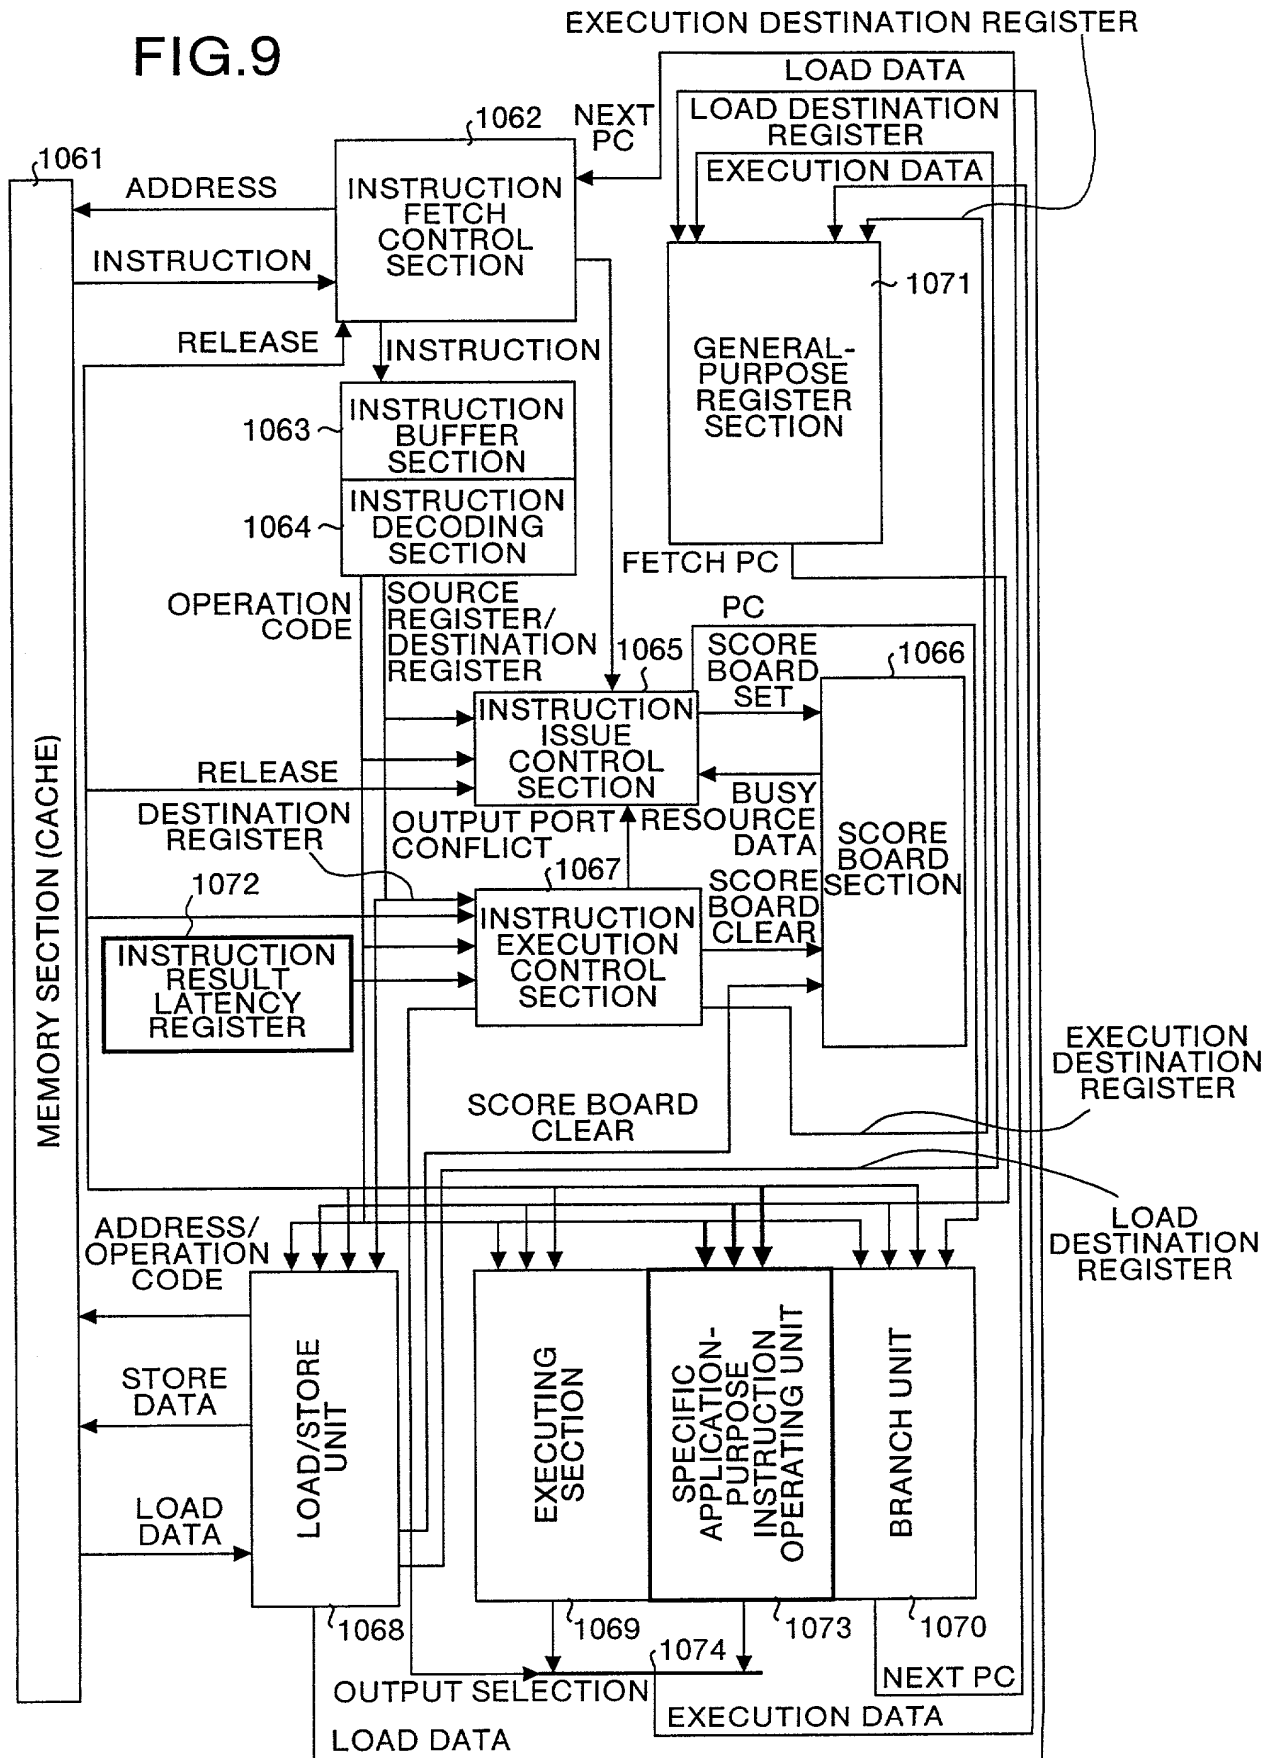 FIG.9
EXECUTION DESTINATION REGISTER
LOAD DATA
LOAD DESTINATION
REGISTER
EXECUTION DATA
NEXT
PC
1062
1061
ADDRESS
INSTRUCTION
FETCH
CONTROL
SECTION
INSTRUCTION
1071
RELEASE
INSTRUCTION
GENERAL-
PURPOSE
REGISTER
SECTION
1063
INSTRUCTION
BUFFER
SECTION
1064
INSTRUCTION
DECODING
SECTION
FETCH PC
OPERATION
CODE
SOURCE
REGISTER/
DESTINATION
REGISTER
PC
1065
SCORE
BOARD
SET
1066
INSTRUCTION
ISSUE
CONTROL
SECTION
RELEASE
BUSY
RESOURCE
DATA
DESTINATION
REGISTER
OUTPUT PORT
CONFLICT
SCORE
BOARD
SECTION
1067
1072
SCORE
BOARD
CLEAR
INSTRUCTION
EXECUTION
CONTROL
SECTION
INSTRUCTION
RESULT
LATENCY
REGISTER
MEMORY SECTION (CACHE)
EXECUTION
DESTINATION
REGISTER
SCORE BOARD
CLEAR
LOAD
DESTINATION
REGISTER
ADDRESS/
OPERATION
CODE
STORE
DATA
LOAD
DATA
LOAD/STORE
UNIT
EXECUTING
SECTION
SPECIFIC
APPLICATION-
PURPOSE
INSTRUCTION
OPERATING UNIT
BRANCH UNIT
1068
1069
1073
1070
1074
OUTPUT SELECTION
NEXT PC
EXECUTION DATA
LOAD DATA